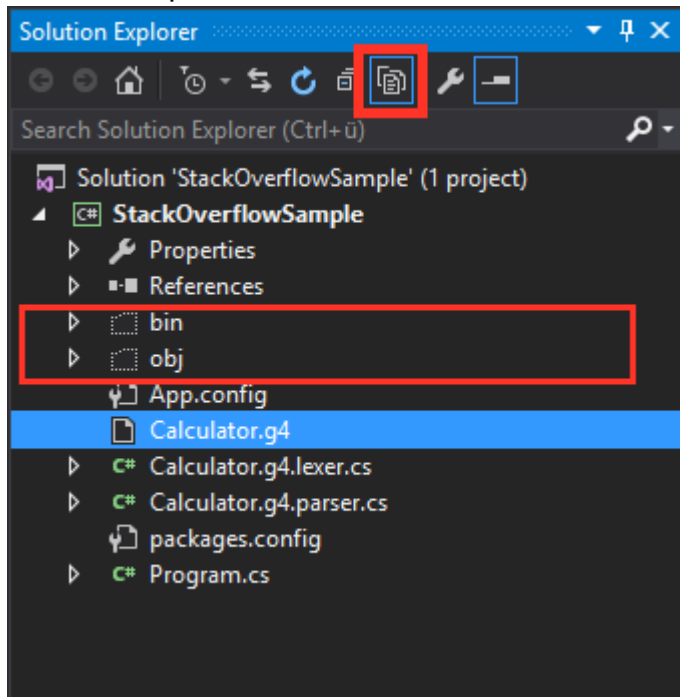 Solution Explorer
Search Solution Explorer (Ctrl+ü)
Solution 'StackOverflowSample' (1 project)
C# StackOverflowSample
Properties
References
bin
obj
App.config
Calculator.g4
C# Calculator.g4.lexer.cs
C# Calculator.g4.parser.cs
packages.config
C# Program.cs